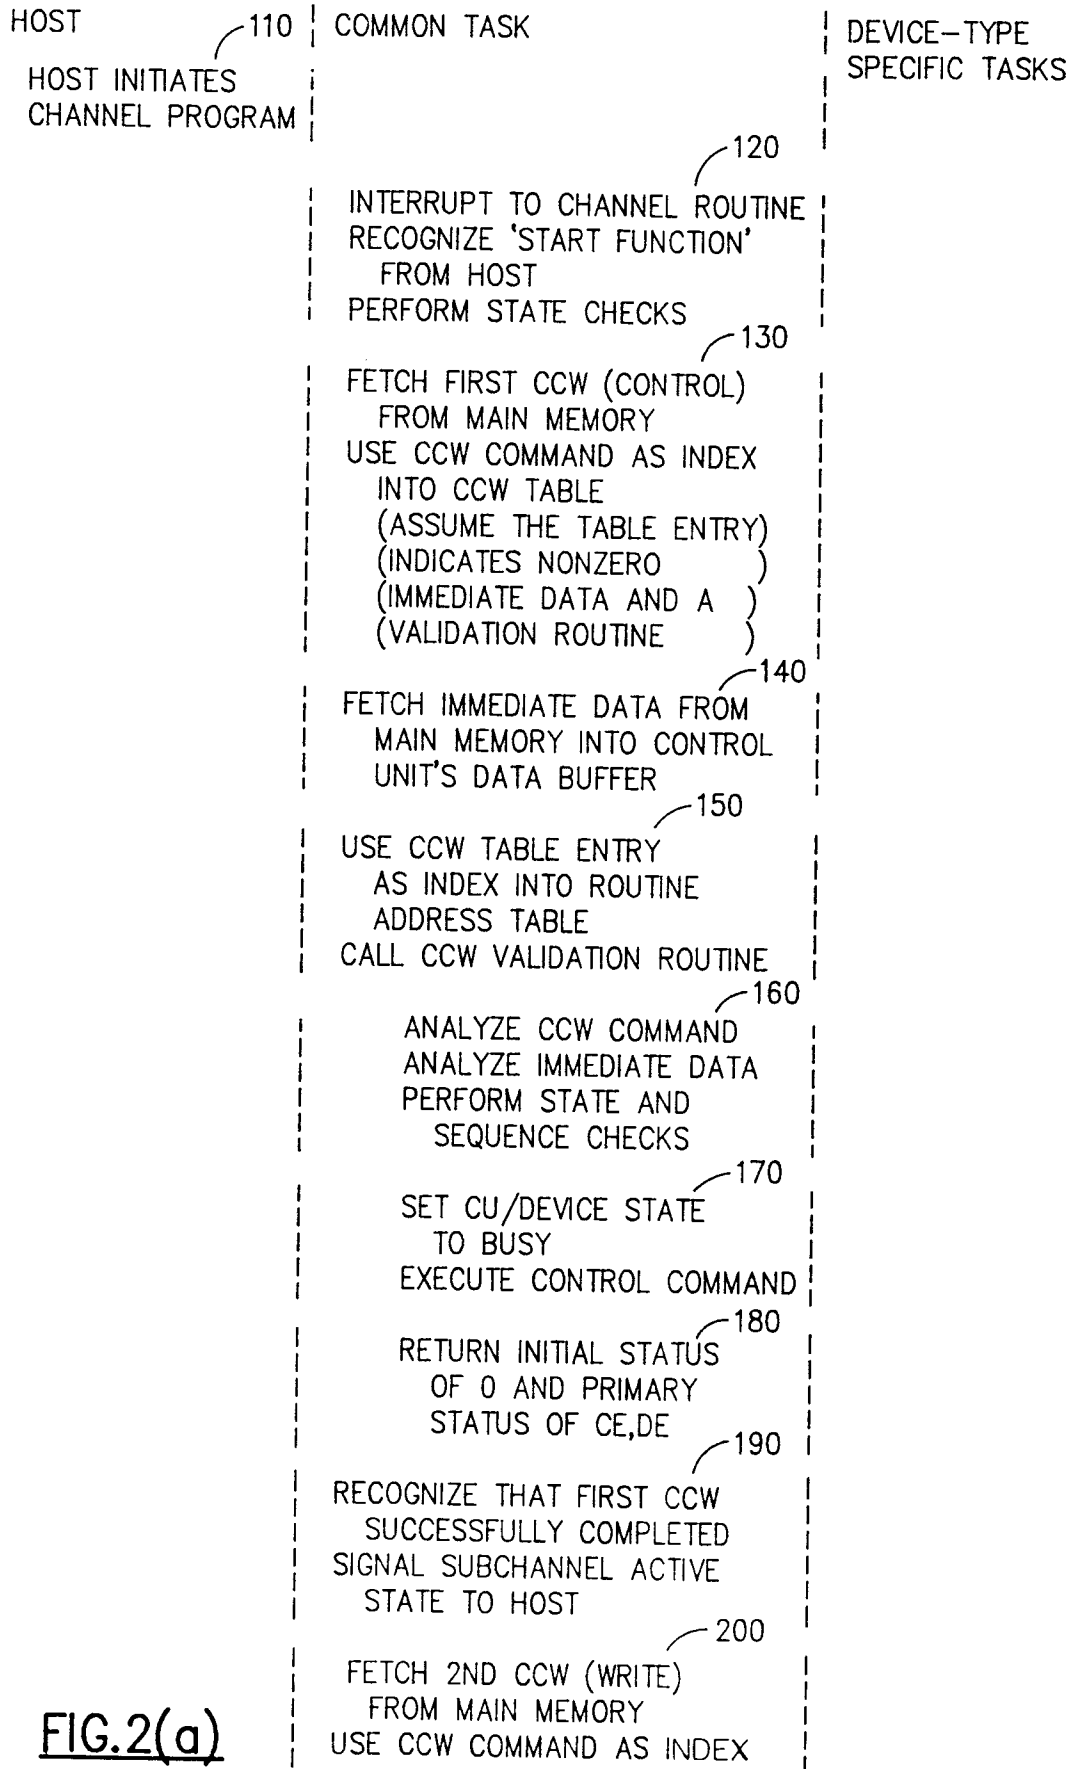 HOST
110
HOST INITIATES
CHANNEL PROGRAM
COMMON TASK
DEVICE-TYPE
SPECIFIC TASKS
120
INTERRUPT TO CHANNEL ROUTINE
RECOGNIZE 'START FUNCTION'
FROM HOST
PERFORM STATE CHECKS
130
FETCH FIRST CCW (CONTROL)
FROM MAIN MEMORY
USE CCW COMMAND AS INDEX
INTO CCW TABLE
(ASSUME THE TABLE ENTRY)
(INDICATES NONZERO )
(IMMEDIATE DATA AND A )
(VALIDATION ROUTINE )
140
FETCH IMMEDIATE DATA FROM
MAIN MEMORY INTO CONTROL
UNIT'S DATA BUFFER
150
USE CCW TABLE ENTRY
AS INDEX INTO ROUTINE
ADDRESS TABLE
CALL CCW VALIDATION ROUTINE
160
ANALYZE CCW COMMAND
ANALYZE IMMEDIATE DATA
PERFORM STATE AND
SEQUENCE CHECKS
170
SET CU/DEVICE STATE
TO BUSY
EXECUTE CONTROL COMMAND
180
RETURN INITIAL STATUS
OF 0 AND PRIMARY
STATUS OF CE,DE
190
RECOGNIZE THAT FIRST CCW
SUCCESSFULLY COMPLETED
SIGNAL SUBCHANNEL ACTIVE
STATE TO HOST
200
FETCH 2ND CCW (WRITE)
FROM MAIN MEMORY
USE CCW COMMAND AS INDEX
FIG.2(a)